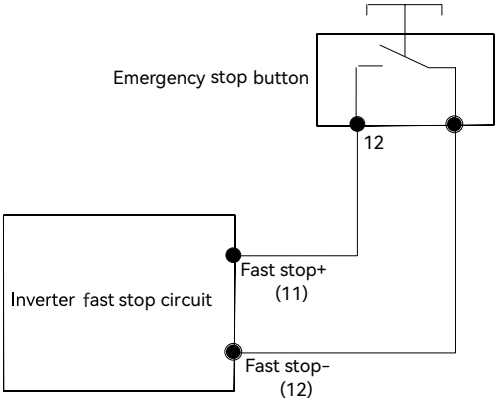 Emergency stop button
12
Fast stop+
(11)
Inverter fast stop circuit
Fast stop-
(12)